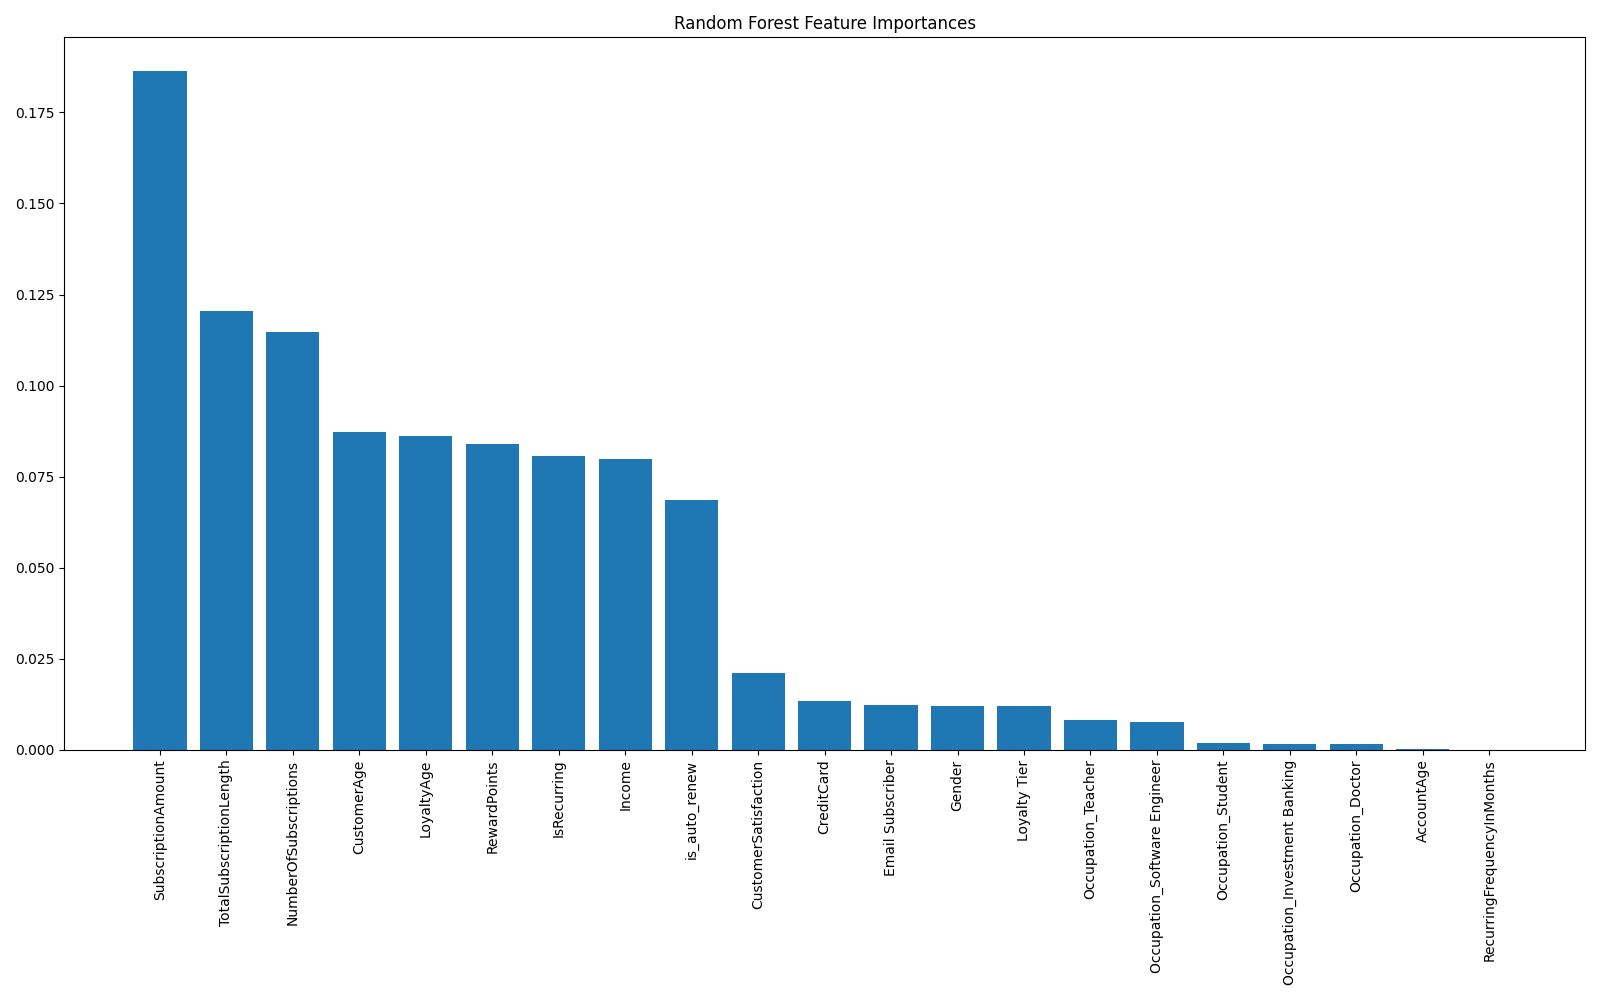 Random Forest Feature Importances
0.175
0.150
0.125
0.100
0.075
0.050
0.025
0.000
SubscriptionAmount
TotalSubscriptionLength
NumberOfSubscriptions
CustomerAge
LoyaltyAge
RewardPoints
IsRecurring
Income
is_auto_renew
CustomerSatisfaction
CreditCard
Email Subscriber
Gender
Loyalty Tier
Occupation_Teacher
Occupation_Software Engineer
Occupation_Student
Occupation_Investment Banking
Occupation_Doctor
AccountAge
RecurringFrequencyInMonths